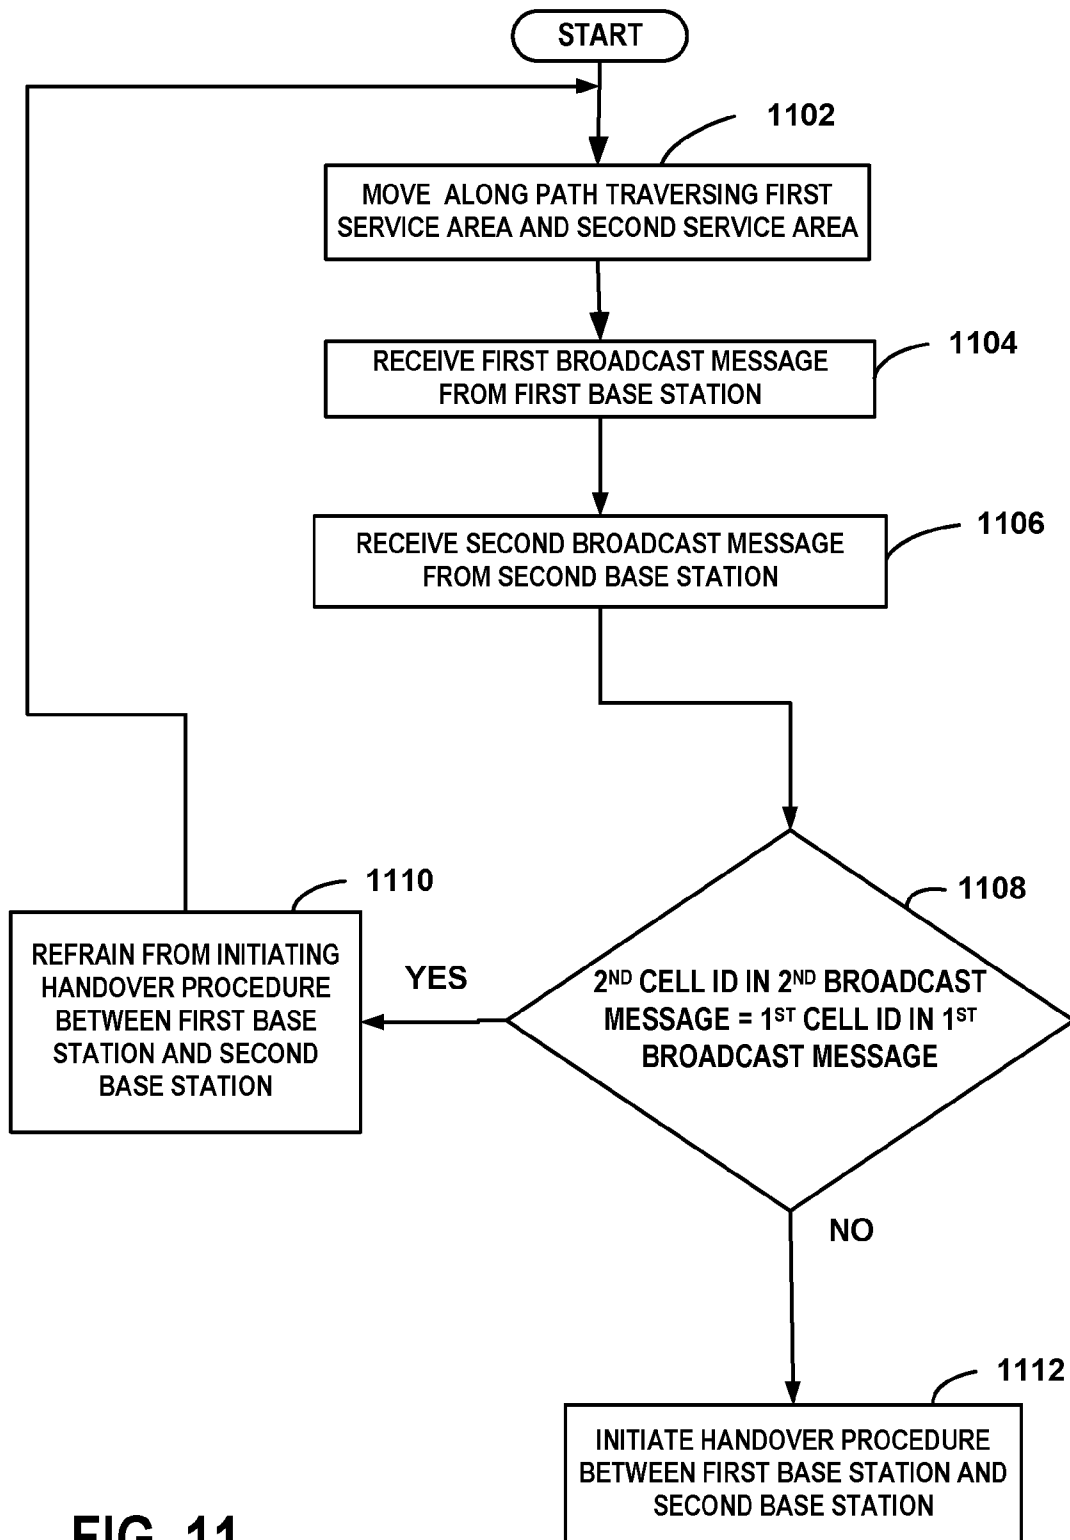 START
1102
MOVE ALONG PATH TRAVERSING FIRST
SERVICE AREA AND SECOND SERVICE AREA
1104
RECEIVE FIRST BROADCAST MESSAGE
FROM FIRST BASE STATION
1106
RECEIVE SECOND BROADCAST MESSAGE
FROM SECOND BASE STATION
1108
2ND CELL ID IN 2ND BROADCAST
MESSAGE = 1ST CELL ID IN 1ST
BROADCAST MESSAGE
YES
1110
REFRAIN FROM INITIATING
HANDOVER PROCEDURE
BETWEEN FIRST BASE
STATION AND SECOND
BASE STATION
NO
1112
INITIATE HANDOVER PROCEDURE
BETWEEN FIRST BASE STATION AND
SECOND BASE STATION
FIG. 11